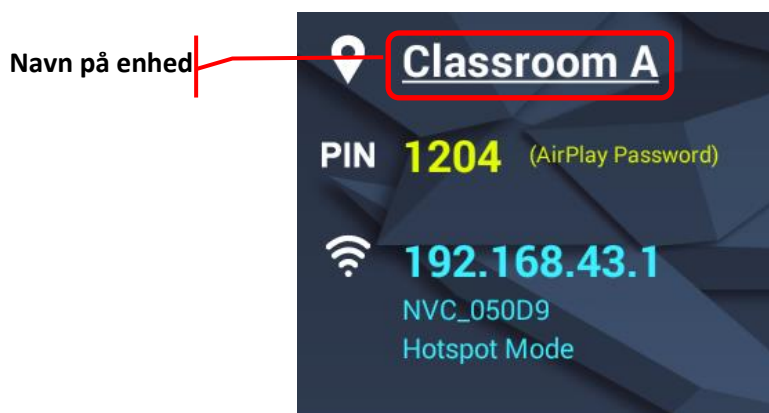 Navn på enhed
Classroom A
PIN 1204 (AirPlay Password)
192.168.43.1
NVC_050D9
Hotspot Mode